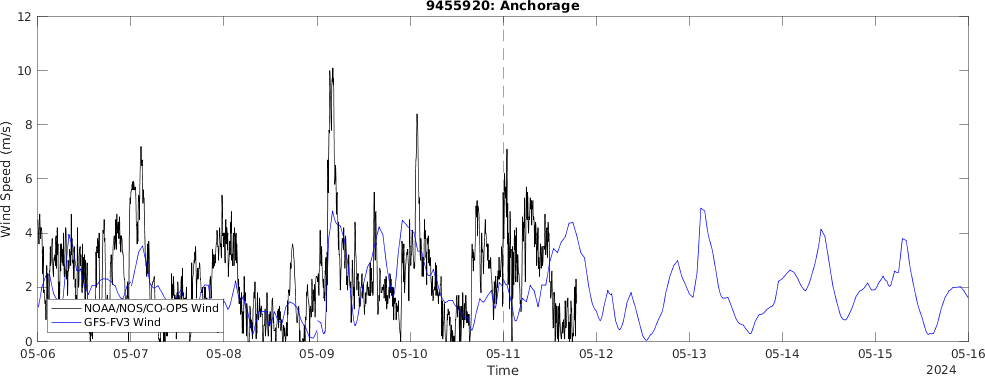 9455920: Anchorage
12
10
8
6
4
2
0
Wind Speed (m/s)
NOAA/NOS/CO-OPS Wind
GFS-FV3 Wind
05-06 05-07 05-08 05-09 05-10 05-11 05-12 05-13 05-14 05-15 05-16
Time
2024